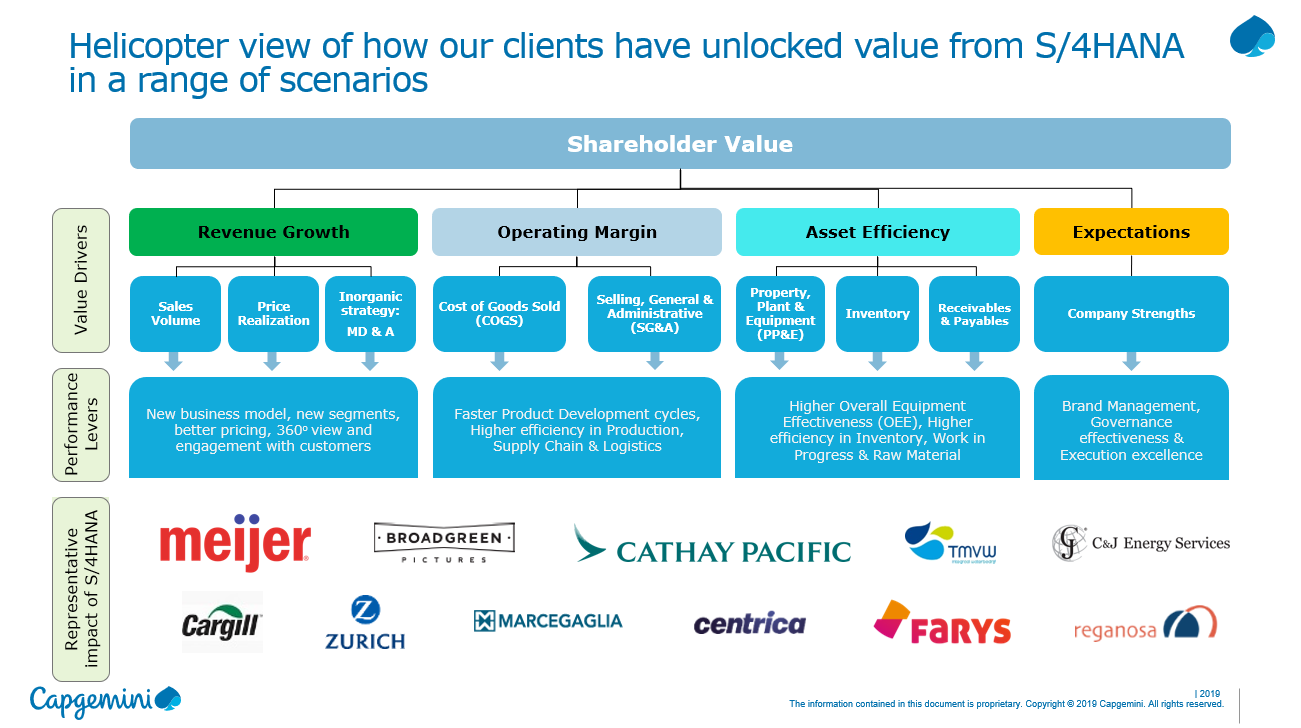 Helicopter view of how our clients have unlocked value from S/4HANA
in a range of scenarios
Shareholder Value
Value Drivers
Revenue Growth
Operating Margin
Asset Efficiency
Expectations
Sales
Volume
Price
Realization
Inorganic
strategy:
MD & A
Cost of Goods Sold
(COGS)
Selling, General &
Administrative
(SG&A)
Property,
Plant &
Equipment
(PP&E)
Inventory
Receivables
& Payables
Company Strengths
Performance
Levers
New business model, new segments,
better pricing, 360º view and
engagement with customers
Faster Product Development cycles,
Higher efficiency in Production,
Supply Chain & Logistics
Higher Overall Equipment
Effectiveness (OEE), Higher
efficiency in Inventory, Work in
Progress & Raw Material
Brand Management,
Governance
effectiveness &
Execution excellence
Representative
impact of S/4HANA
meijer
·BROADGREEN·
PICTURES
CATHAY PACIFIC
TMVW
integraal waterbedrijf
C&J Energy Services
Cargill
Z
ZURICH
MARCEGAGLIA
centrica
FARYS
reganosa
Capgemini
| 2019
The information contained in this document is proprietary. Copyright © 2019 Capgemini. All rights reserved.